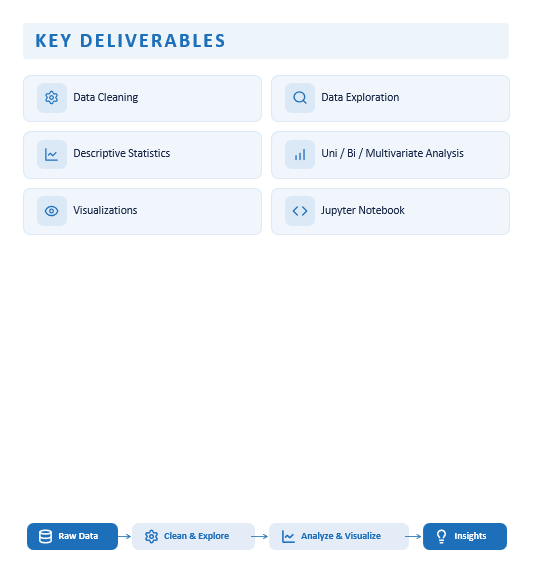 KEY DELIVERABLES
Data Cleaning
Data Exploration
Descriptive Statistics
Uni / Bi / Multivariate Analysis
Visualizations
Jupyter Notebook
Raw Data
Clean & Explore
Analyze & Visualize
Insights